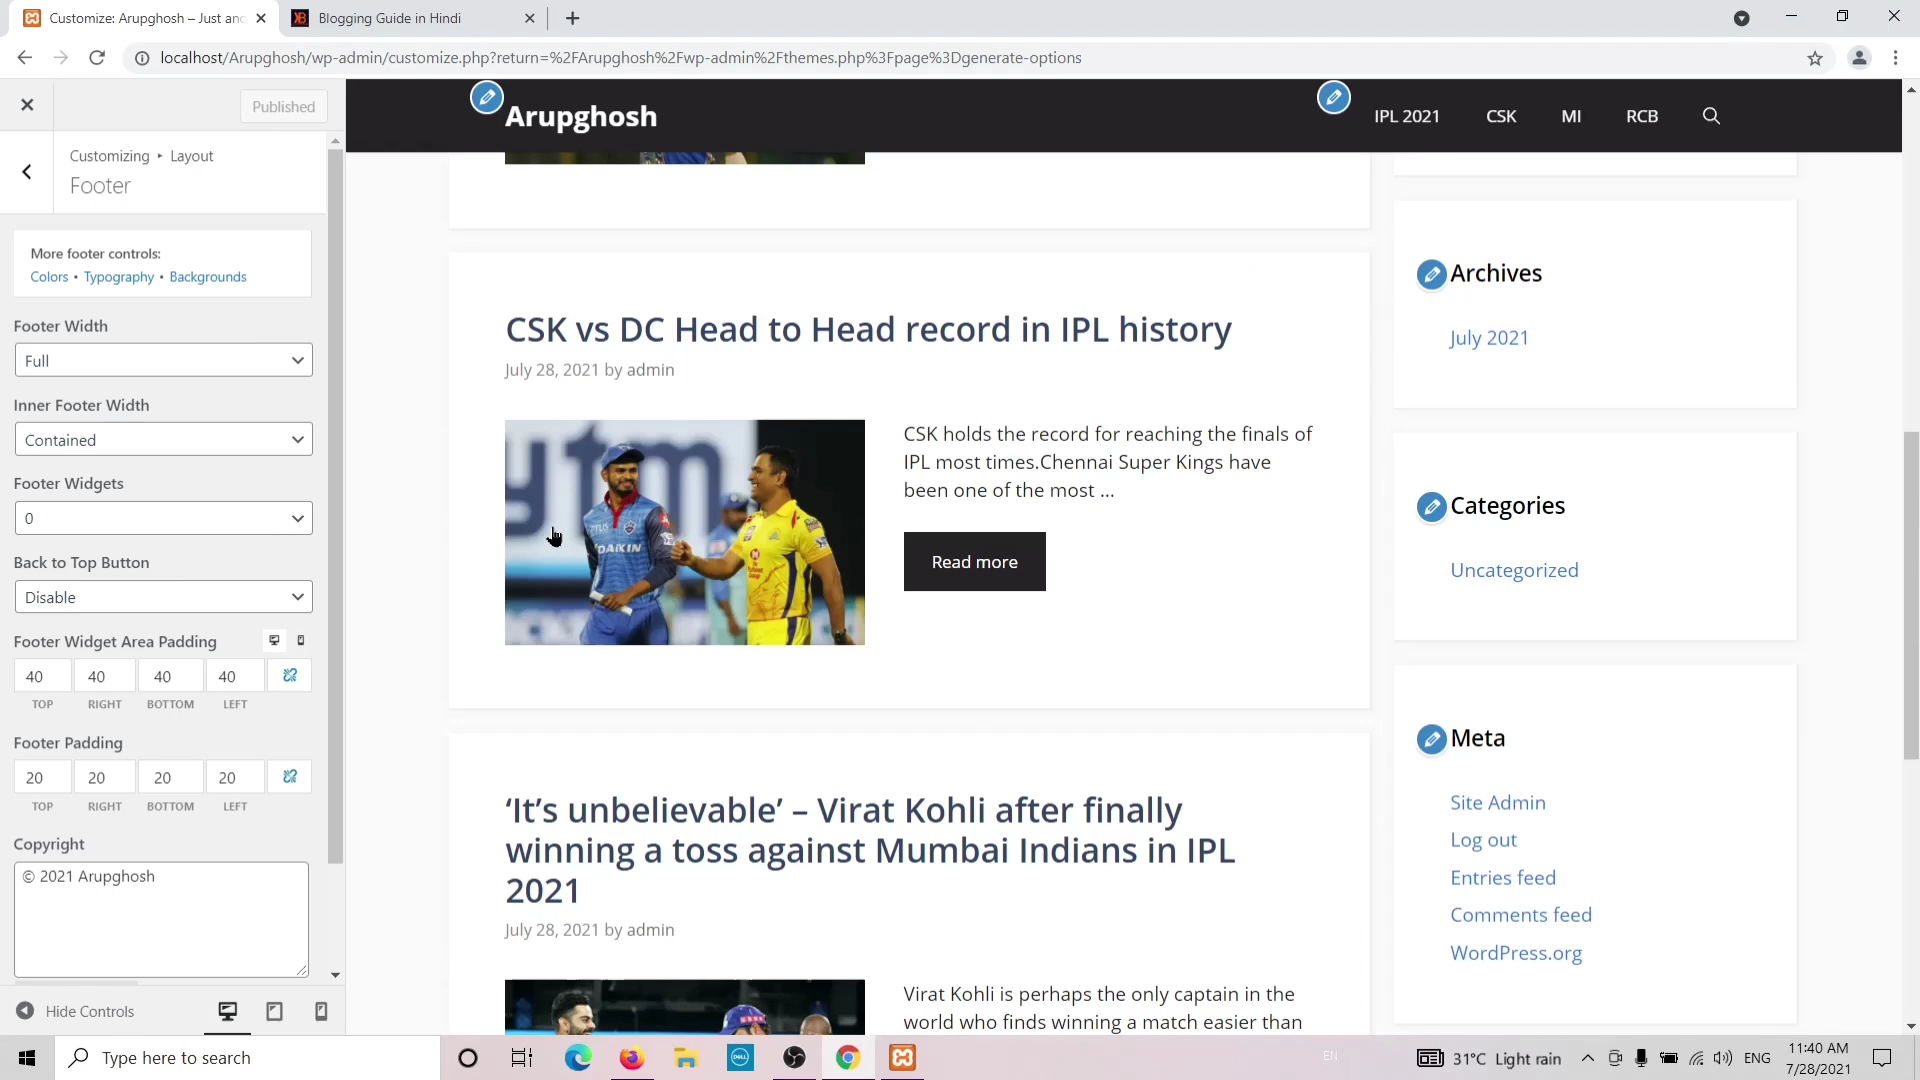 Customize: Arupghosh – Just an
Blogging Guide in Hindi
localhost/Arupghosh/wp-admin/customize.php?return=%2FArupghosh%2Fwp-admin%2Fthemes.php%3Fpage%3Dgenerate-options
Published
Customizing ▸ Layout
Footer
More footer controls:
Colors • Typography • Backgrounds
Footer Width
Full
Inner Footer Width
Contained
Footer Widgets
0
Back to Top Button
Disable
Footer Widget Area Padding
40 40 40 40
TOP RIGHT BOTTOM LEFT
Footer Padding
20 20 20 20
TOP RIGHT BOTTOM LEFT
Copyright
© 2021 Arupghosh
Hide Controls
Arupghosh
IPL 2021 CSK MI RCB
CSK vs DC Head to Head record in IPL history
July 28, 2021 by admin
ytm
DAIKIN
CSK holds the record for reaching the finals of
IPL most times.Chennai Super Kings have
been one of the most ...
Read more
‘It’s unbelievable’ – Virat Kohli after finally
winning a toss against Mumbai Indians in IPL
2021
July 28, 2021 by admin
Virat Kohli is perhaps the only captain in the
world who finds winning a match easier than
Archives
July 2021
Categories
Uncategorized
Meta
Site Admin
Log out
Entries feed
Comments feed
WordPress.org
Type here to search
DELL
EN
31°C Light rain
ENG
11:40 AM
7/28/2021